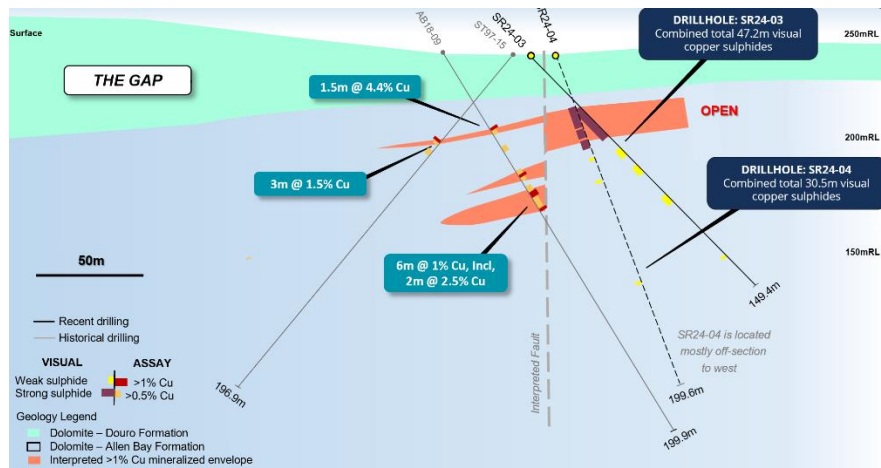 Surface
THE GAP
AB18-09
SR24-03
ST97-15
SR24-04
DRILLHOLE: SR24-03
Combined total 47.2m visual
copper sulphides
250mRL
1.5m @ 4.4% Cu
OPEN
200mRL
3m @ 1.5% Cu
DRILLHOLE: SR24-04
Combined total 30.5m visual
copper sulphides
150mRL
6m @ 1% Cu, Incl,
2m @ 2.5% Cu
50m
149.4m
Recent drilling
Historical drilling
SR24-04 is located
mostly off-section
to west
VISUAL
ASSAY
Weak sulphide
>1% Cu
Strong sulphide
>0.5% Cu
196.9m
Interpreted Fault
199.6m
199.9m
Geology Legend
Dolomite – Douro Formation
Dolomite – Allen Bay Formation
Interpreted >1% Cu mineralized envelope